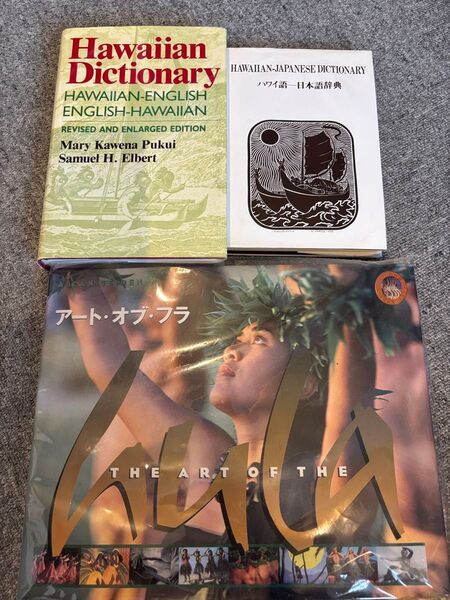 Hawaiian
Dictionary
HAWAIIAN-ENGLISH
ENGLISH-HAWAIIAN
REVISED AND ENLARGED EDITION
Mary Kawena Pukui
Samuel H. Elbert
HAWAIIAN-JAPANESE DICTIONARY
ハワイ語—日本語辞典
アート・オブ・フラ
THE ART OF THE
hula